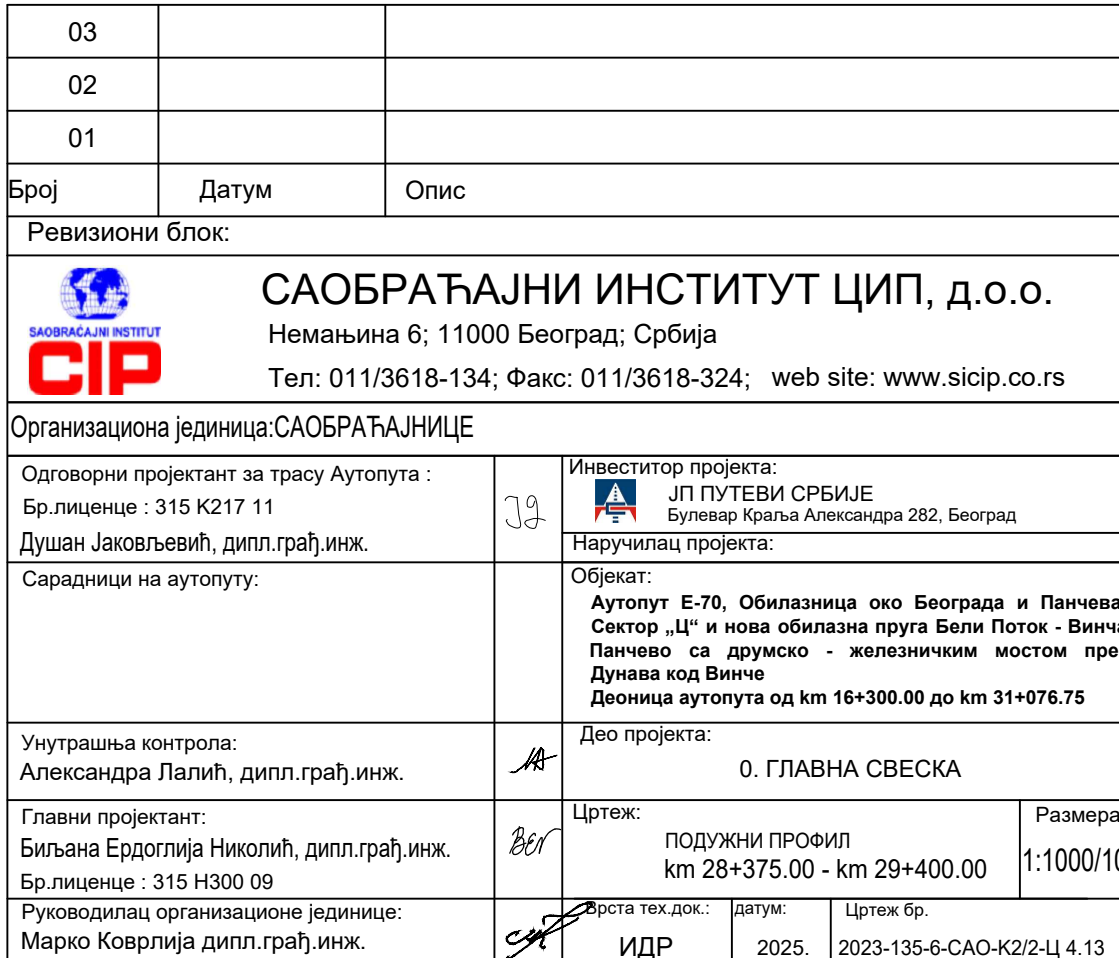 03
02
01
Број Датум Опис
Ревизиони блок:
SAOBRAĆAJNI INSTITUT
CIP
САОБРАЋАЈНИ ИНСТИТУТ ЦИП, д.о.о.
Немањина 6; 11000 Београд; Србија
Тел: 011/3618-134; Факс: 011/3618-324; web site: www.sicip.co.rs
Организациона јединица:САОБРАЋАЈНИЦЕ
Одговорни пројектант за трасу Аутопута :
Бр.лиценце : 315 К217 11
Душан Јаковљевић, дипл.грађ.инж.
Инвеститор пројекта:
ЈП ПУТЕВИ СРБИЈЕ
Булевар Краља Александра 282, Београд
Наручилац пројекта:
Сарадници на аутопуту:
Објекат:
Аутопут Е-70, Обилазница око Београда и Панчева
Сектор „Ц“ и нова обилазна пруга Бели Поток - Винча
Панчево са друмско - железничким мостом пре
Дунава код Винче
Деоница аутопута од km 16+300.00 до km 31+076.75
Унутрашња контрола:
Александра Лалић, дипл.грађ.инж.
Део пројекта:
0. ГЛАВНА СВЕСКА
Главни пројектант:
Биљана Ердоглија Николић, дипл.грађ.инж.
Бр.лиценце : 315 Н300 09
Цртеж:
ПОДУЖНИ ПРОФИЛ
km 28+375.00 - km 29+400.00
Размера
1:1000/10
Руководилац организационе јединице:
Марко Коврлија дипл.грађ.инж.
Врста тех.док.:
ИДР
датум:
2025.
Цртеж бр.
2023-135-6-САО-К2/2-Ц 4.13